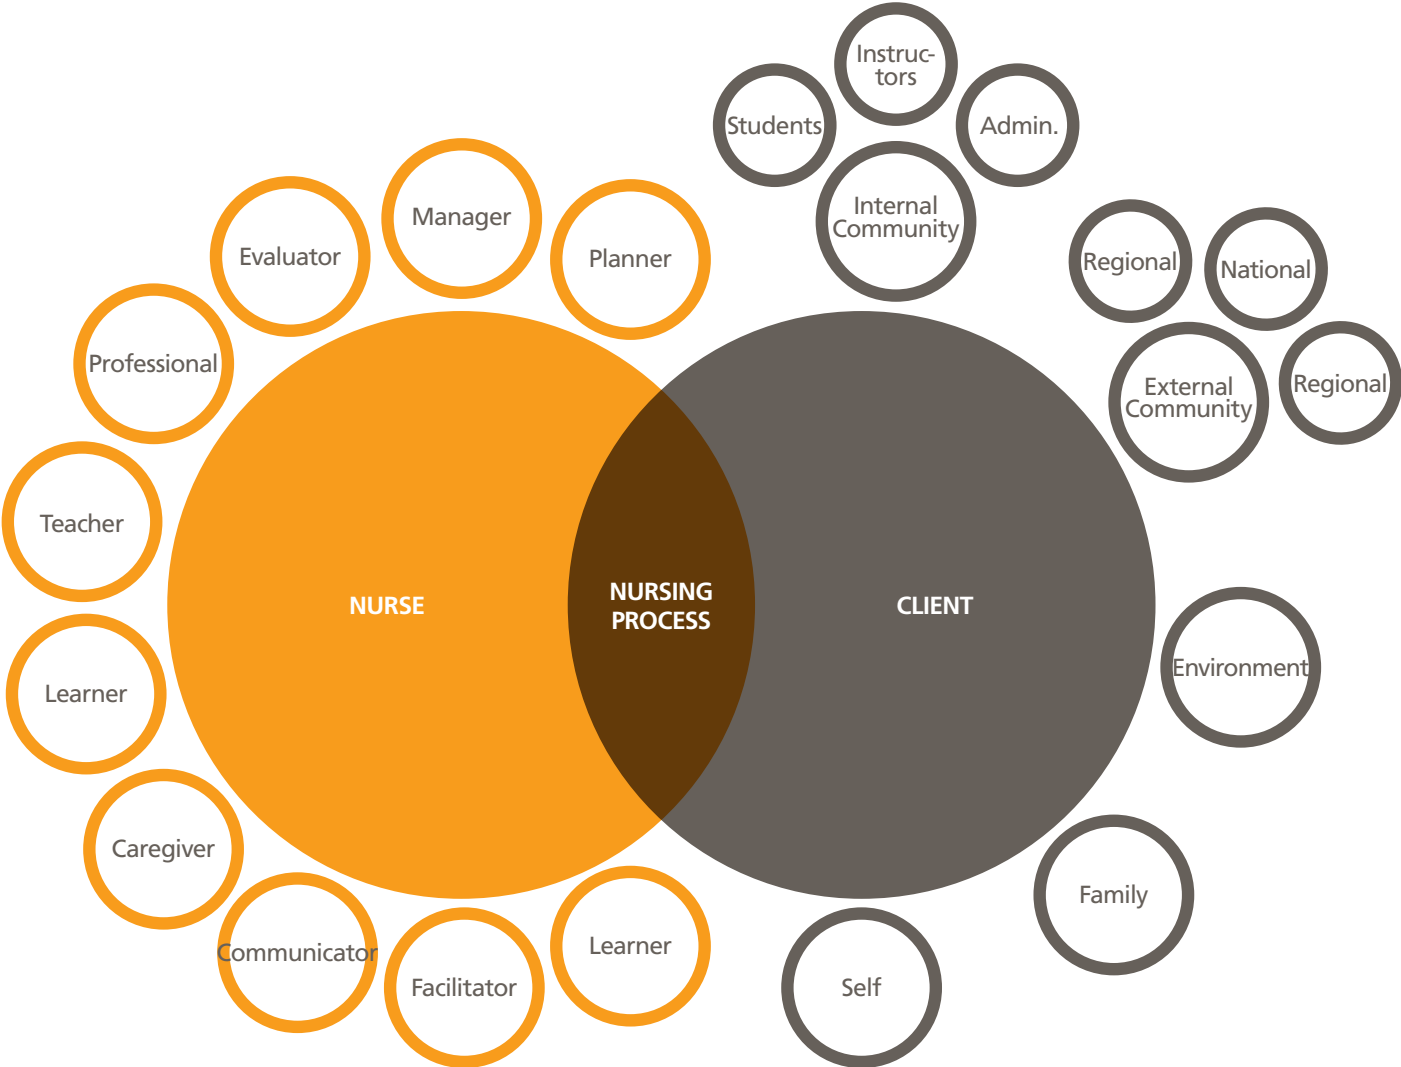 Instruc-
tors
Students
Admin.
Internal
Community
Manager
Evaluator
Planner
Regional
National
Professional
External
Community
Regional
Teacher
NURSE
NURSING
PROCESS
CLIENT
Learner
Environment
Caregiver
Family
Communicator
Facilitator
Learner
Self